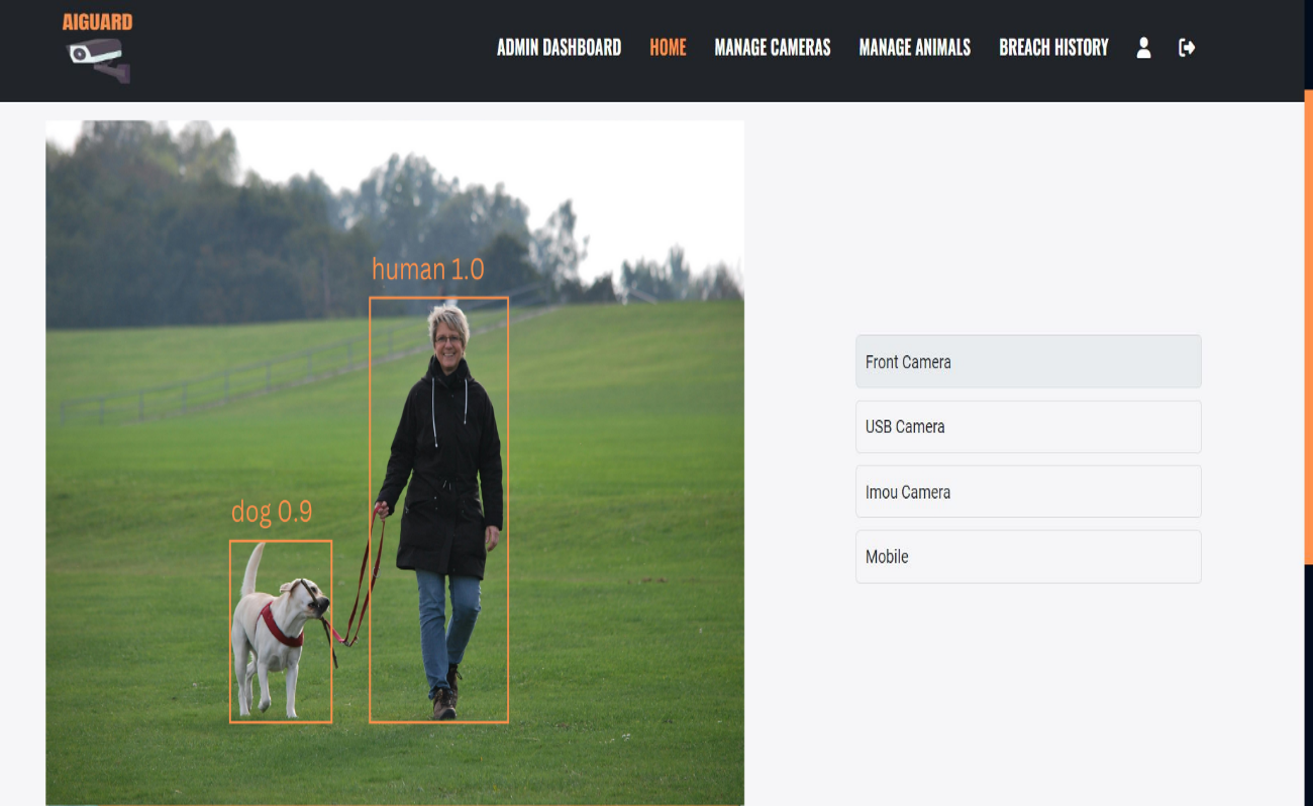 AIGUARD
ADMIN DASHBOARD HOME MANAGE CAMERAS MANAGE ANIMALS BREACH HISTORY
human 1.0
dog 0.9
Front Camera
USB Camera
Imou Camera
Mobile